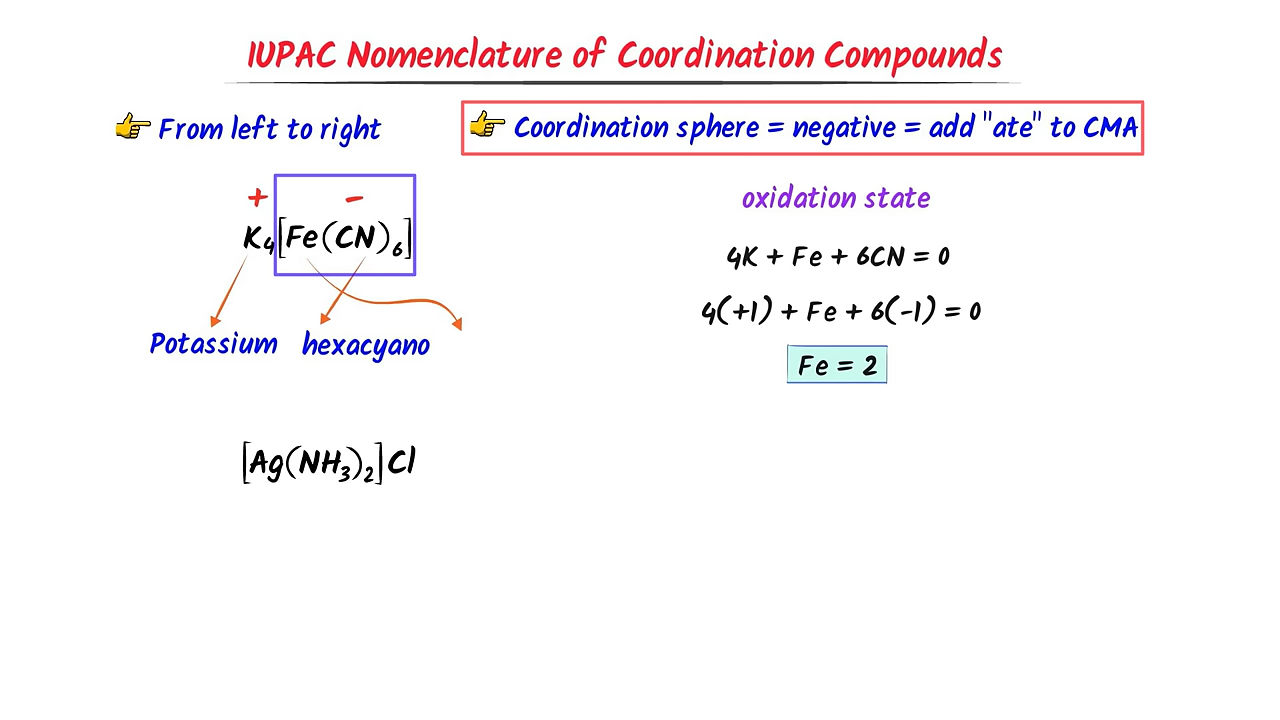 IUPAC Nomenclature of Coordination Compounds
👉 From left to right
👉 Coordination sphere = negative = add "ate" to CMA
+ −
K₄[Fe(CN)₆]
Potassium hexacyano
oxidation state
4K + Fe + 6CN = 0
4(+1) + Fe + 6(-1) = 0
Fe = 2
[Ag(NH₃)₂]Cl